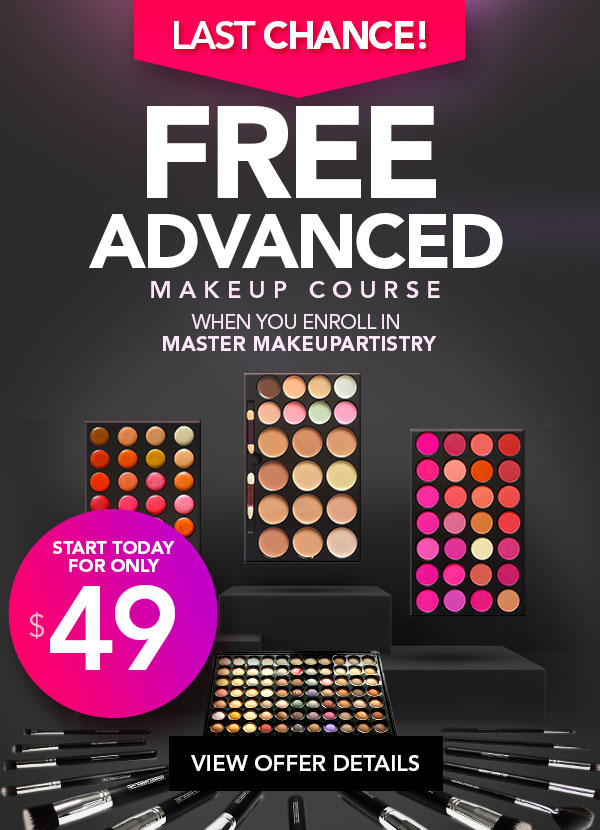 LAST CHANCE!
FREE
ADVANCED
MAKEUP COURSE
WHEN YOU ENROLL IN
MASTER MAKEUPARTISTRY
START TODAY
FOR ONLY
$49
VIEW OFFER DETAILS